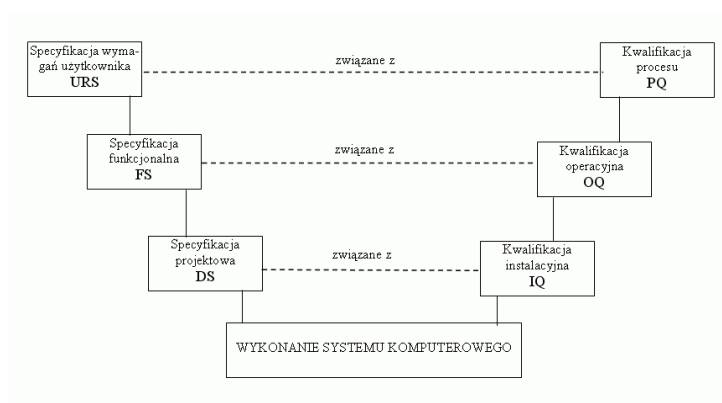 Specyfikacja wyma-
gań użytkownika
URS
związane z
Kwalifikacja
procesu
PQ
Specyfikacja
funkcjonalna
FS
związane z
Kwalifikacja
operacyjna
OQ
Specyfikacja
projektowa
DS
związane z
Kwalifikacja
instalacyjna
IQ
WYKONANIE SYSTEMU KOMPUTEROWEGO